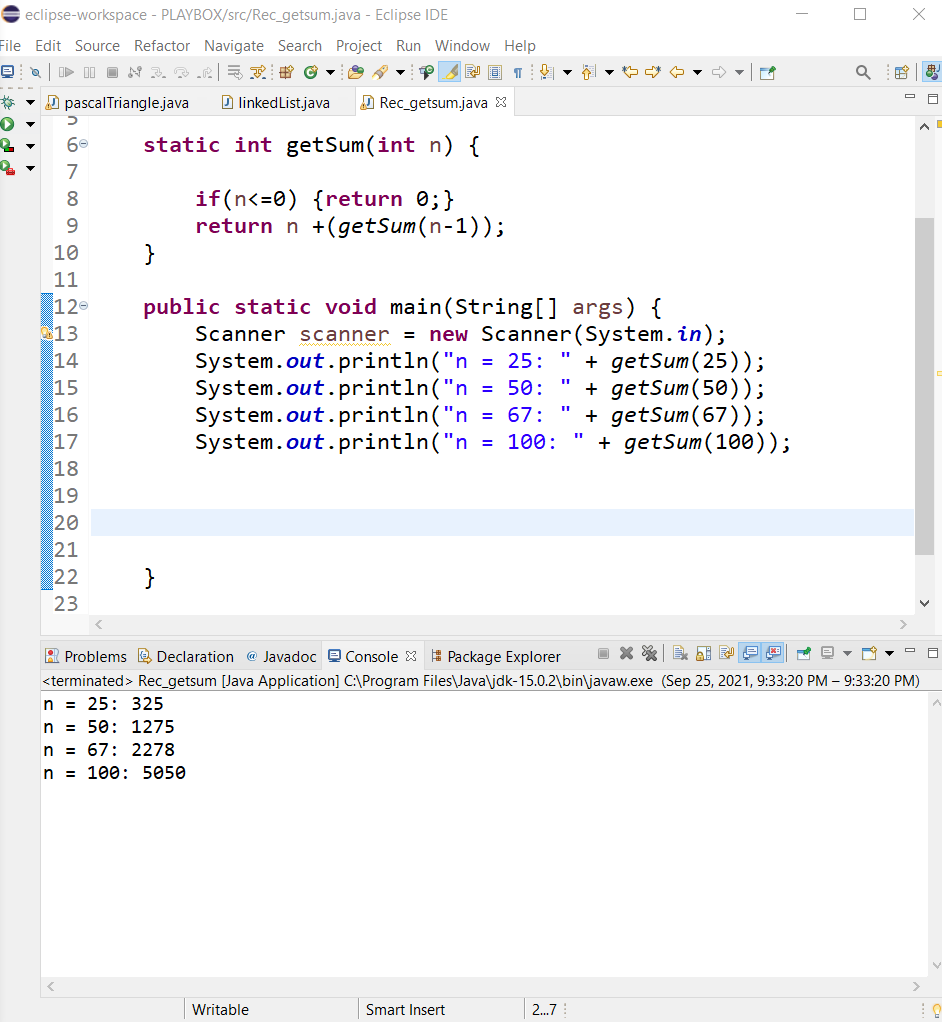 eclipse-workspace - PLAYBOX/src/Rec_getsum.java - Eclipse IDE
File Edit Source Refactor Navigate Search Project Run Window Help
pascalTriangle.java linkedList.java Rec_getsum.java
5
6 static int getSum(int n) {
7
8 if(n<=0) {return 0;}
9 return n +(getSum(n-1));
10 }
11
12 public static void main(String[] args) {
13 Scanner scanner = new Scanner(System.in);
14 System.out.println("n = 25: " + getSum(25));
15 System.out.println("n = 50: " + getSum(50));
16 System.out.println("n = 67: " + getSum(67));
17 System.out.println("n = 100: " + getSum(100));
18
19
20
21
22 }
23
Problems Declaration @ Javadoc Console Package Explorer
<terminated> Rec_getsum [Java Application] C:\Program Files\Java\jdk-15.0.2\bin\javaw.exe (Sep 25, 2021, 9:33:20 PM – 9:33:20 PM)
n = 25: 325
n = 50: 1275
n = 67: 2278
n = 100: 5050
Writable Smart Insert 2...7